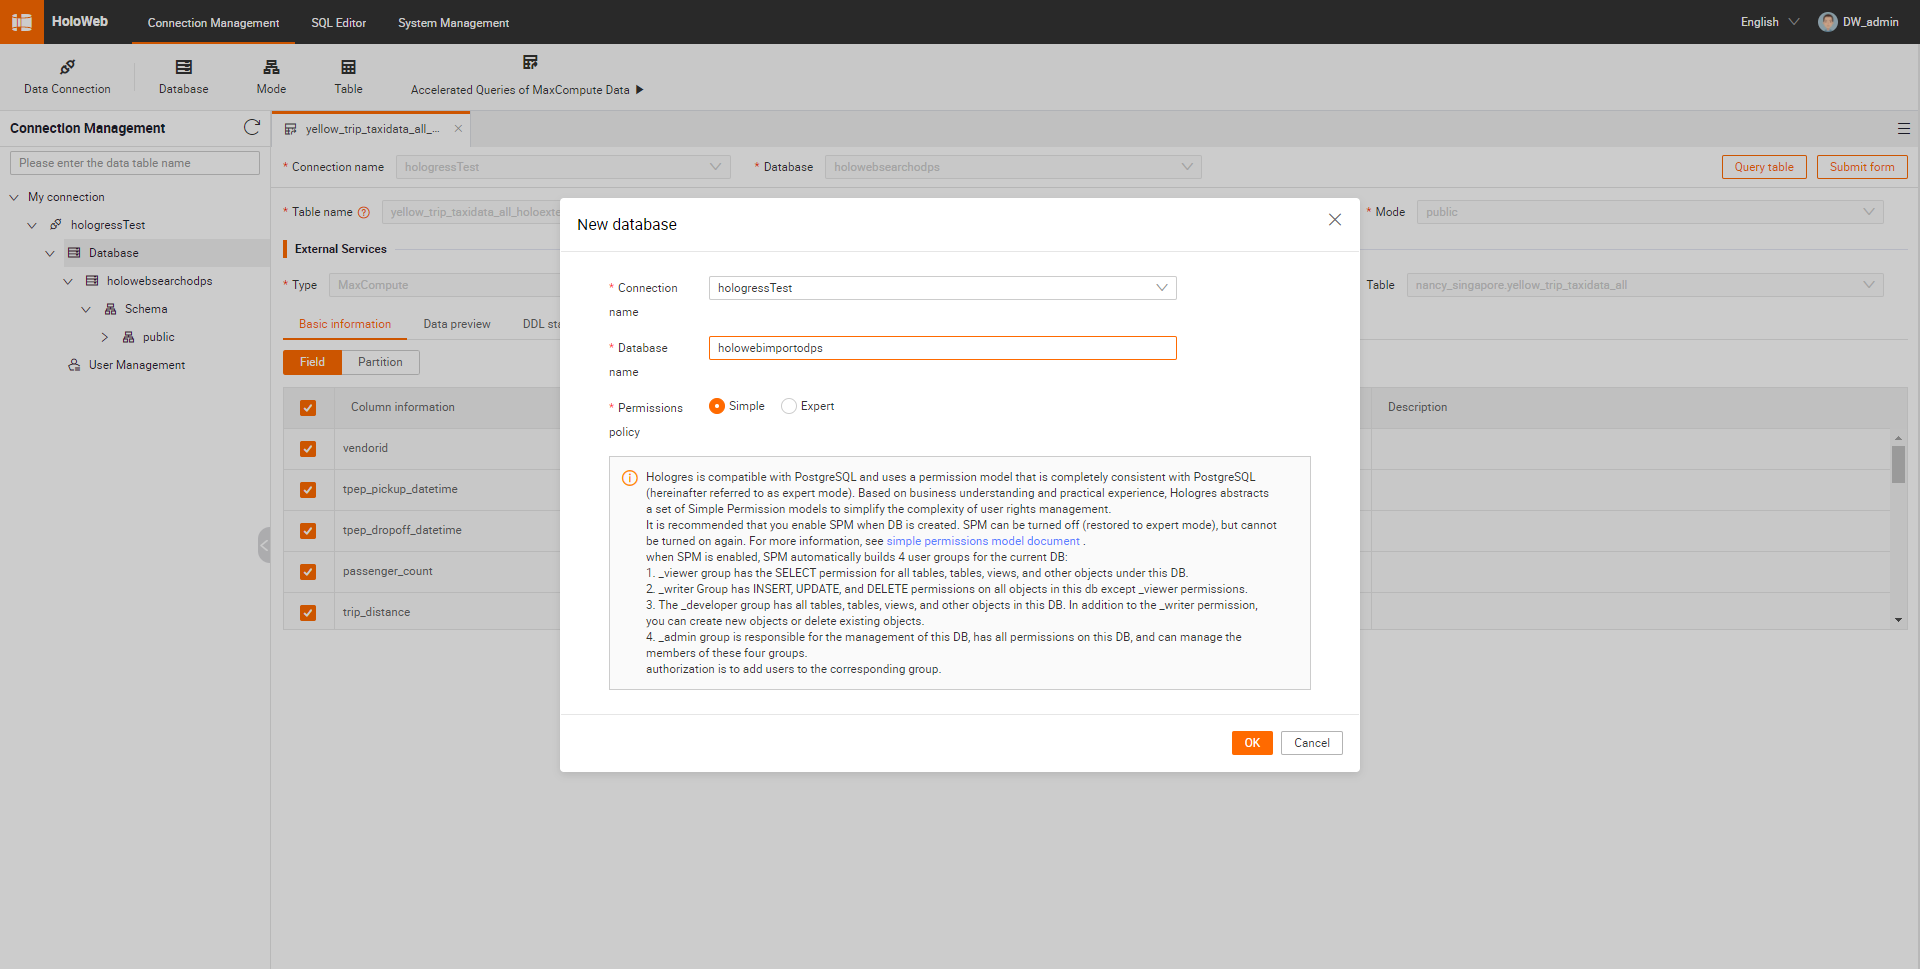 HoloWeb
Connection Management
SQL Editor
System Management
English
DW_admin
Data Connection
Database
Mode
Table
Accelerated Queries of MaxCompute Data
Connection Management
Please enter the data table name
My connection
hologressTest
Database
holowebsearchodps
Schema
public
User Management
yellow_trip_taxidata_all_...
* Connection name
hologressTest
* Database
holowebsearchodps
Query table
Submit form
* Table name
yellow_trip_taxidata_all_holoexte
* Mode
public
External Services
* Type
MaxCompute
Table
nancy_singapore.yellow_trip_taxidata_all
Basic information
Data preview
DDL sta
Field
Partition
Column information
Description
vendorid
tpep_pickup_datetime
tpep_dropoff_datetime
passenger_count
trip_distance
New database
* Connection
name
hologressTest
* Database
name
holowebimportodps
* Permissions
policy
Simple
Expert
Hologres is compatible with PostgreSQL and uses a permission model that is completely consistent with PostgreSQL
(hereinafter referred to as expert mode). Based on business understanding and practical experience, Hologres abstracts
a set of Simple Permission models to simplify the complexity of user rights management.
It is recommended that you enable SPM when DB is created. SPM can be turned off (restored to expert mode), but cannot
be turned on again. For more information, see simple permissions model document .
when SPM is enabled, SPM automatically builds 4 user groups for the current DB:
1. _viewer group has the SELECT permission for all tables, tables, views, and other objects under this DB.
2. _writer Group has INSERT, UPDATE, and DELETE permissions on all objects in this db except _viewer permissions.
3. The _developer group has all tables, tables, views, and other objects in this DB. In addition to the _writer permission,
you can create new objects or delete existing objects.
4. _admin group is responsible for the management of this DB, has all permissions on this DB, and can manage the
members of these four groups.
authorization is to add users to the corresponding group.
OK
Cancel